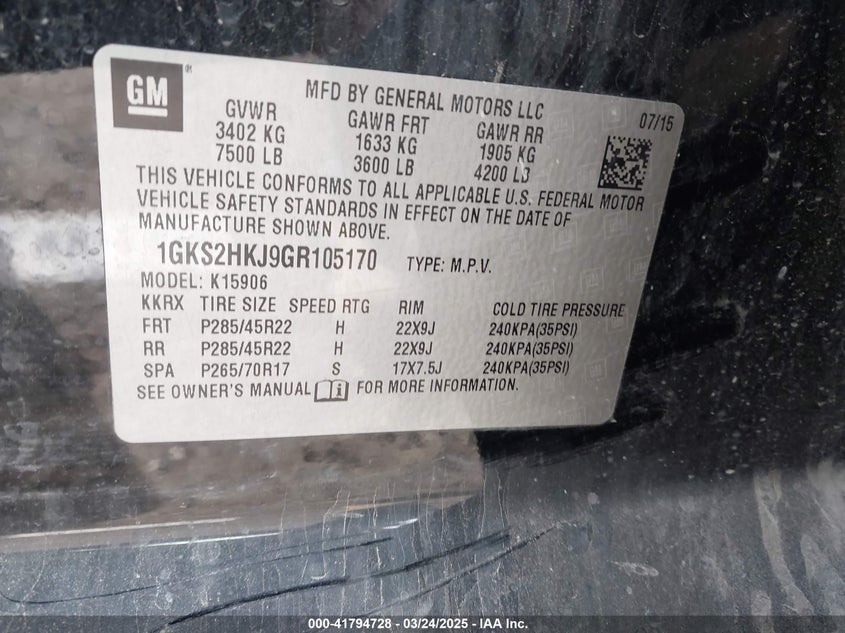 GM
MFD BY GENERAL MOTORS LLC
07/15
GVWR GAWR FRT GAWR RR
3402 KG 1633 KG 1905 KG
7500 LB 3600 LB 4200 LB
THIS VEHICLE CONFORMS TO ALL APPLICABLE U.S. FEDERAL MOTOR
VEHICLE SAFETY STANDARDS IN EFFECT ON THE DATE OF
MANUFACTURE SHOWN ABOVE.
1GKS2HKJ9GR105170 TYPE: M.P.V.
MODEL: K15906
KKRX TIRE SIZE SPEED RTG RIM COLD TIRE PRESSURE
FRT P285/45R22 H 22X9J 240KPA(35PSI)
RR P285/45R22 H 22X9J 240KPA(35PSI)
SPA P265/70R17 S 17X7.5J 240KPA(35PSI)
SEE OWNER'S MANUAL FOR MORE INFORMATION.
000-41794728 - 03/24/2025 - IAA Inc.